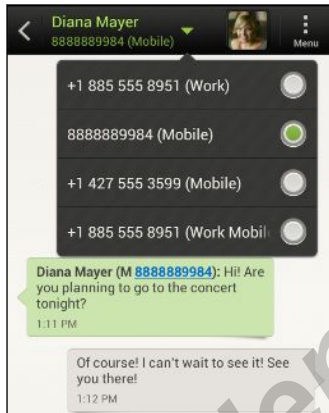 Diana Mayer
8888889984 (Mobile)
Menu
+1 885 555 8951 (Work)
8888889984 (Mobile)
+1 427 555 3599 (Mobile)
+1 885 555 8951 (Work Mobil
Diana Mayer (M 8888889984): Hi! Are
you planning to go to the concert
tonight?
1:11 PM
Of course! I can't wait to see it! See
you there!
1:12 PM